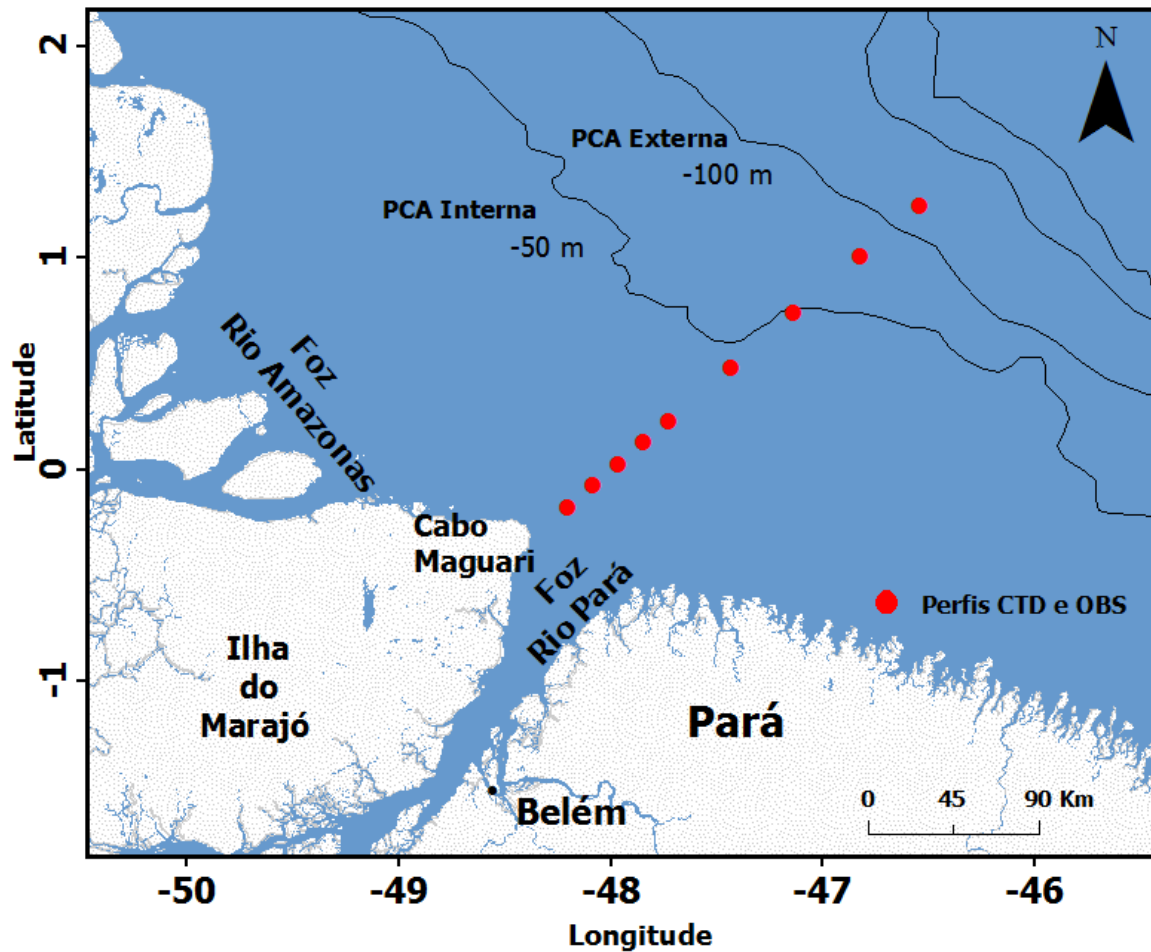 2
N
PCA Externa
-100 m
PCA Interna
-50 m
1
Foz
Rio Amazonas
Latitude
0
Cabo
Maguari
Foz
Rio Pará
Perfis CTD e OBS
Ilha
do
Marajó
-1
Pará
0 45 90 Km
Belém
-50 -49 -48 -47 -46
Longitude